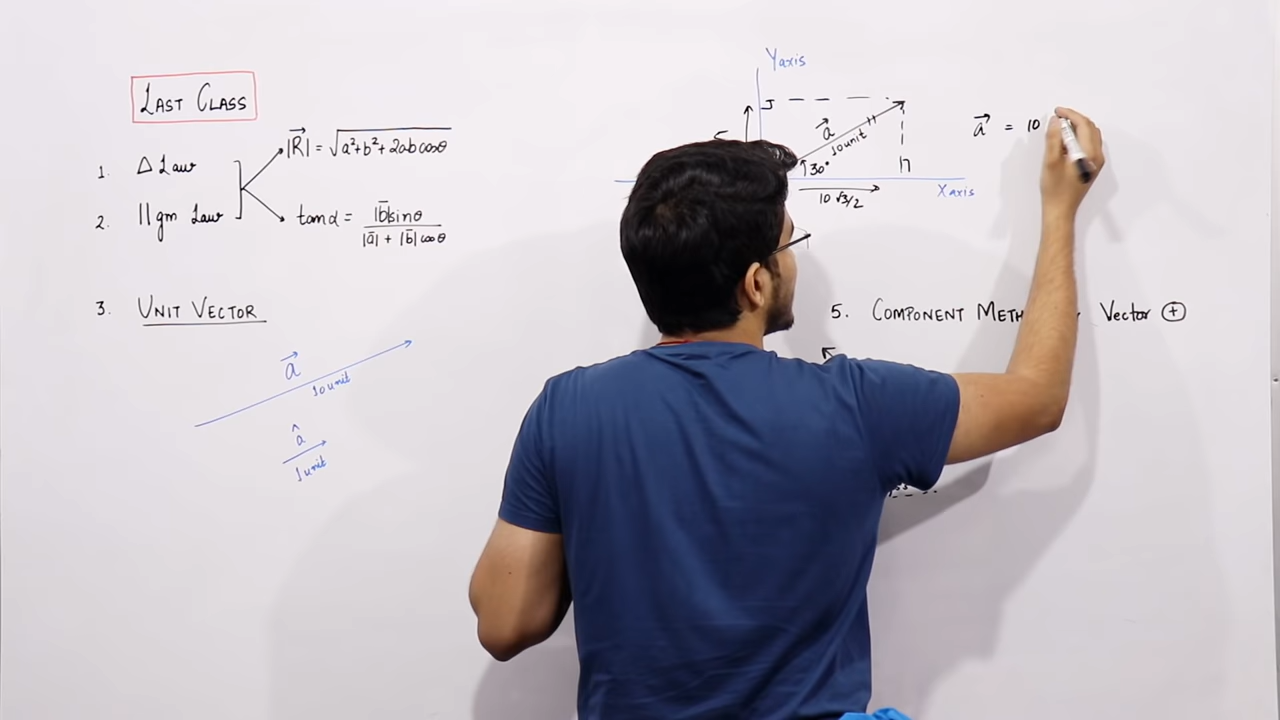 LAST CLASS
1. △ Law
2. ||gm Law
|R⃗| = √a²+b²+2ab cosθ
tanα = |b̅|sinθ
|a̅| + |b̅| cosθ
3. UNIT VECTOR
a⃗
10 unit
â
1 unit
Y axis
a⃗
10 unit
30°
10 √3/2
X axis
a⃗ = 10
5. COMPONENT METH Vector ⊕